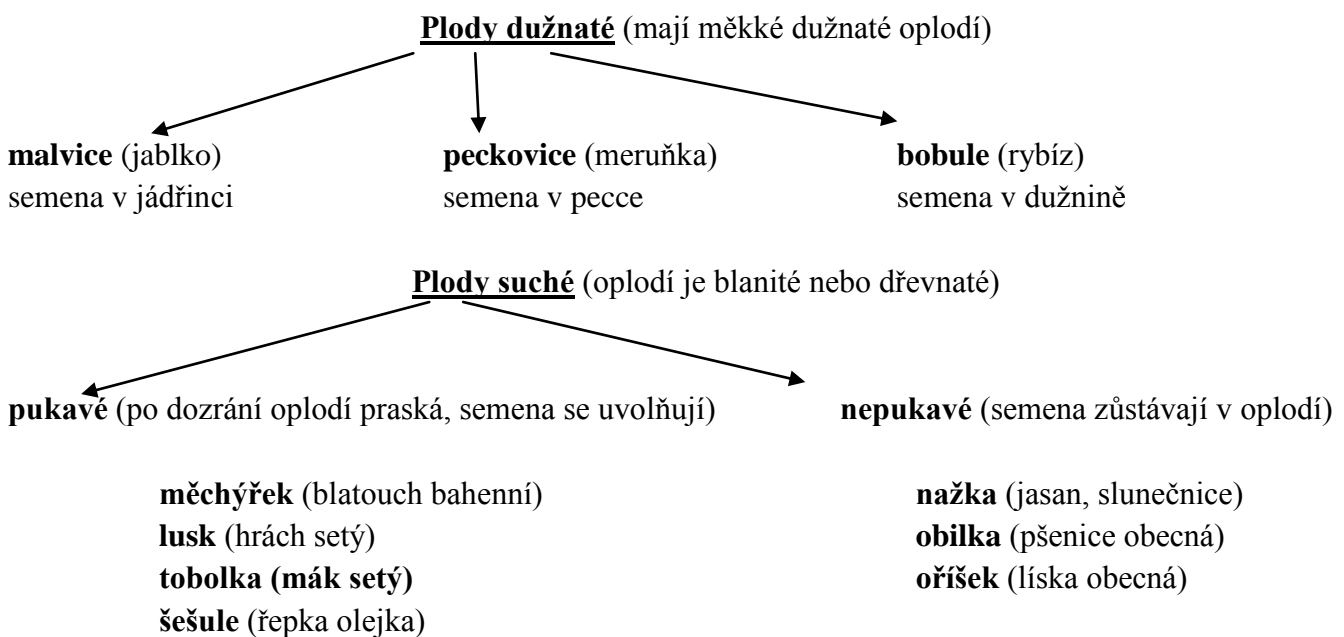 Plody dužnaté (mají měkké dužnaté oplodí)
malvice (jablko) peckovice (meruňka) bobule (rybíz)
semena v jádřinci semena v pecce semena v dužnině
Plody suché (oplodí je blanité nebo dřevnaté)
pukavé (po dozrání oplodí praská, semena se uvolňují) nepukavé (semena zůstávají v oplodí)
měchýřek (blatouch bahenní) nažka (jasan, slunečnice)
lusk (hrách setý) obilka (pšenice obecná)
tobolka (mák setý) oříšek (líska obecná)
šešule (řepka olejka)